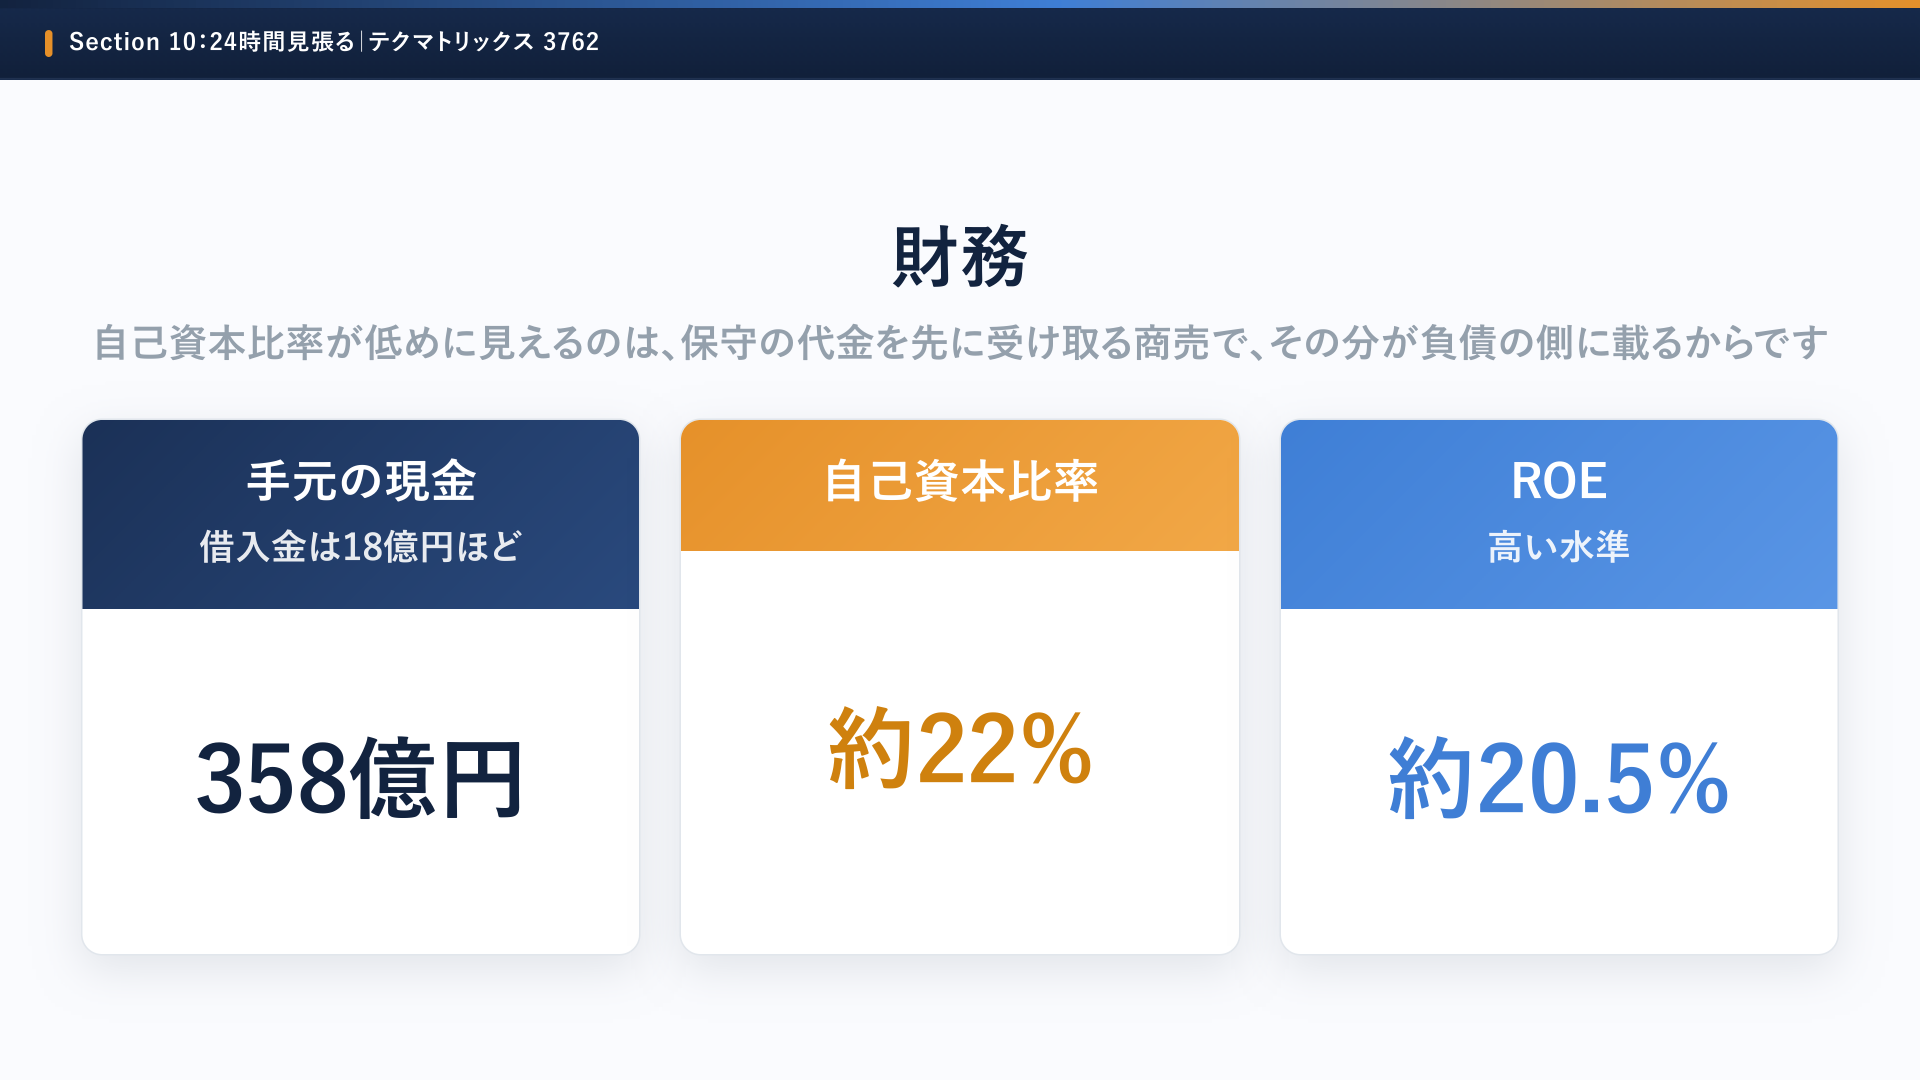 Section 10：24時間見張る｜テクマトリックス 3762
財務
自己資本比率が低めに見えるのは、保守の代金を先に受け取る商売で、その分が負債の側に載るからです
手元の現金
借入金は18億円ほど
358億円
自己資本比率
約22%
ROE
高い水準
約20.5%